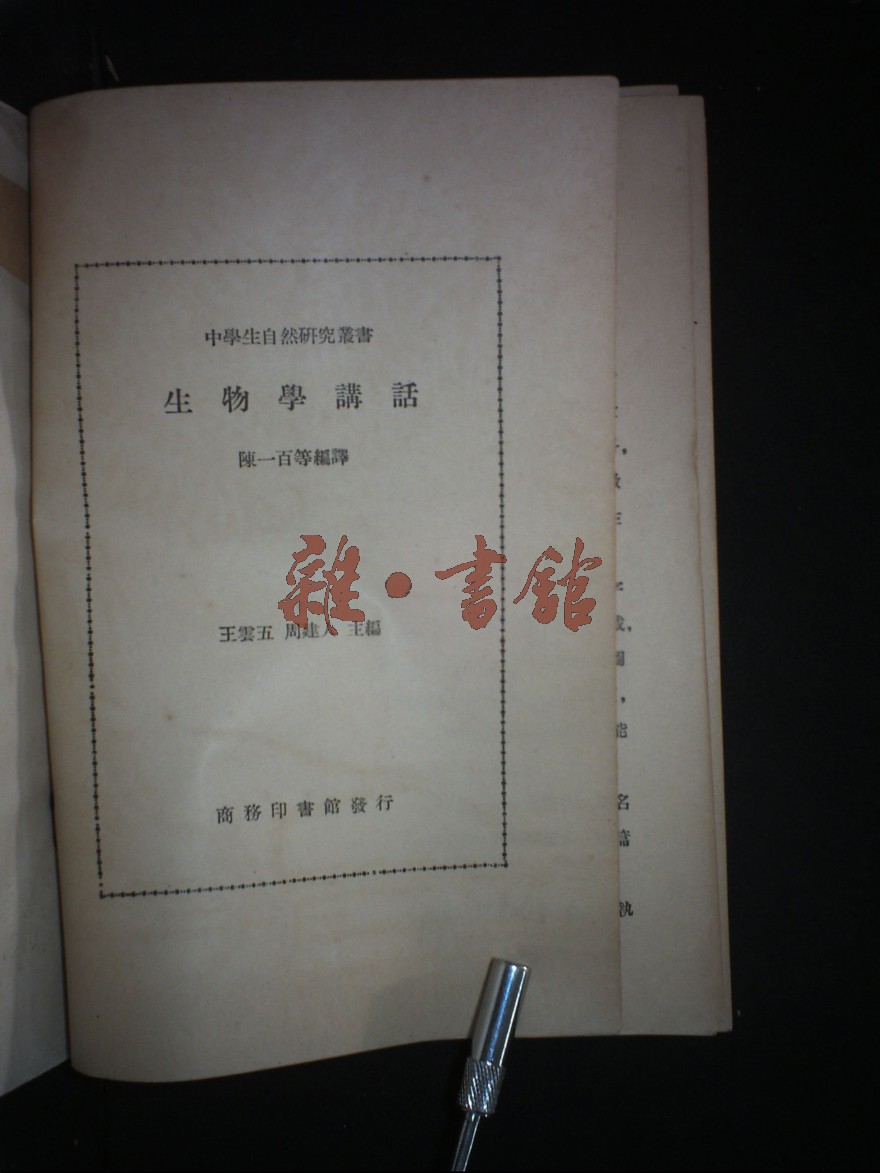 中學生自然硏究叢書
生物學講話
陳一百等編譯
雜·書館
王雲五 周建人 主編
商務印書館發行